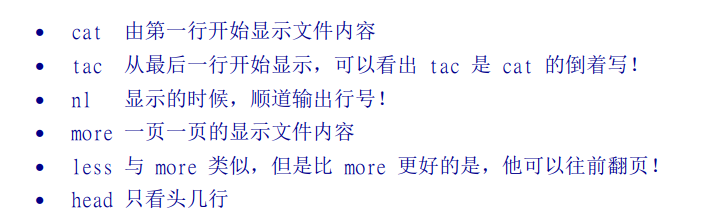 • cat 由第一行开始显示文件内容
• tac 从最后一行开始显示，可以看出 tac 是 cat 的倒着写！
• nl 显示的时候，顺道输出行号！
• more 一页一页的显示文件内容
• less 与 more 类似，但是比 more 更好的是，他可以往前翻页！
• head 只看头几行